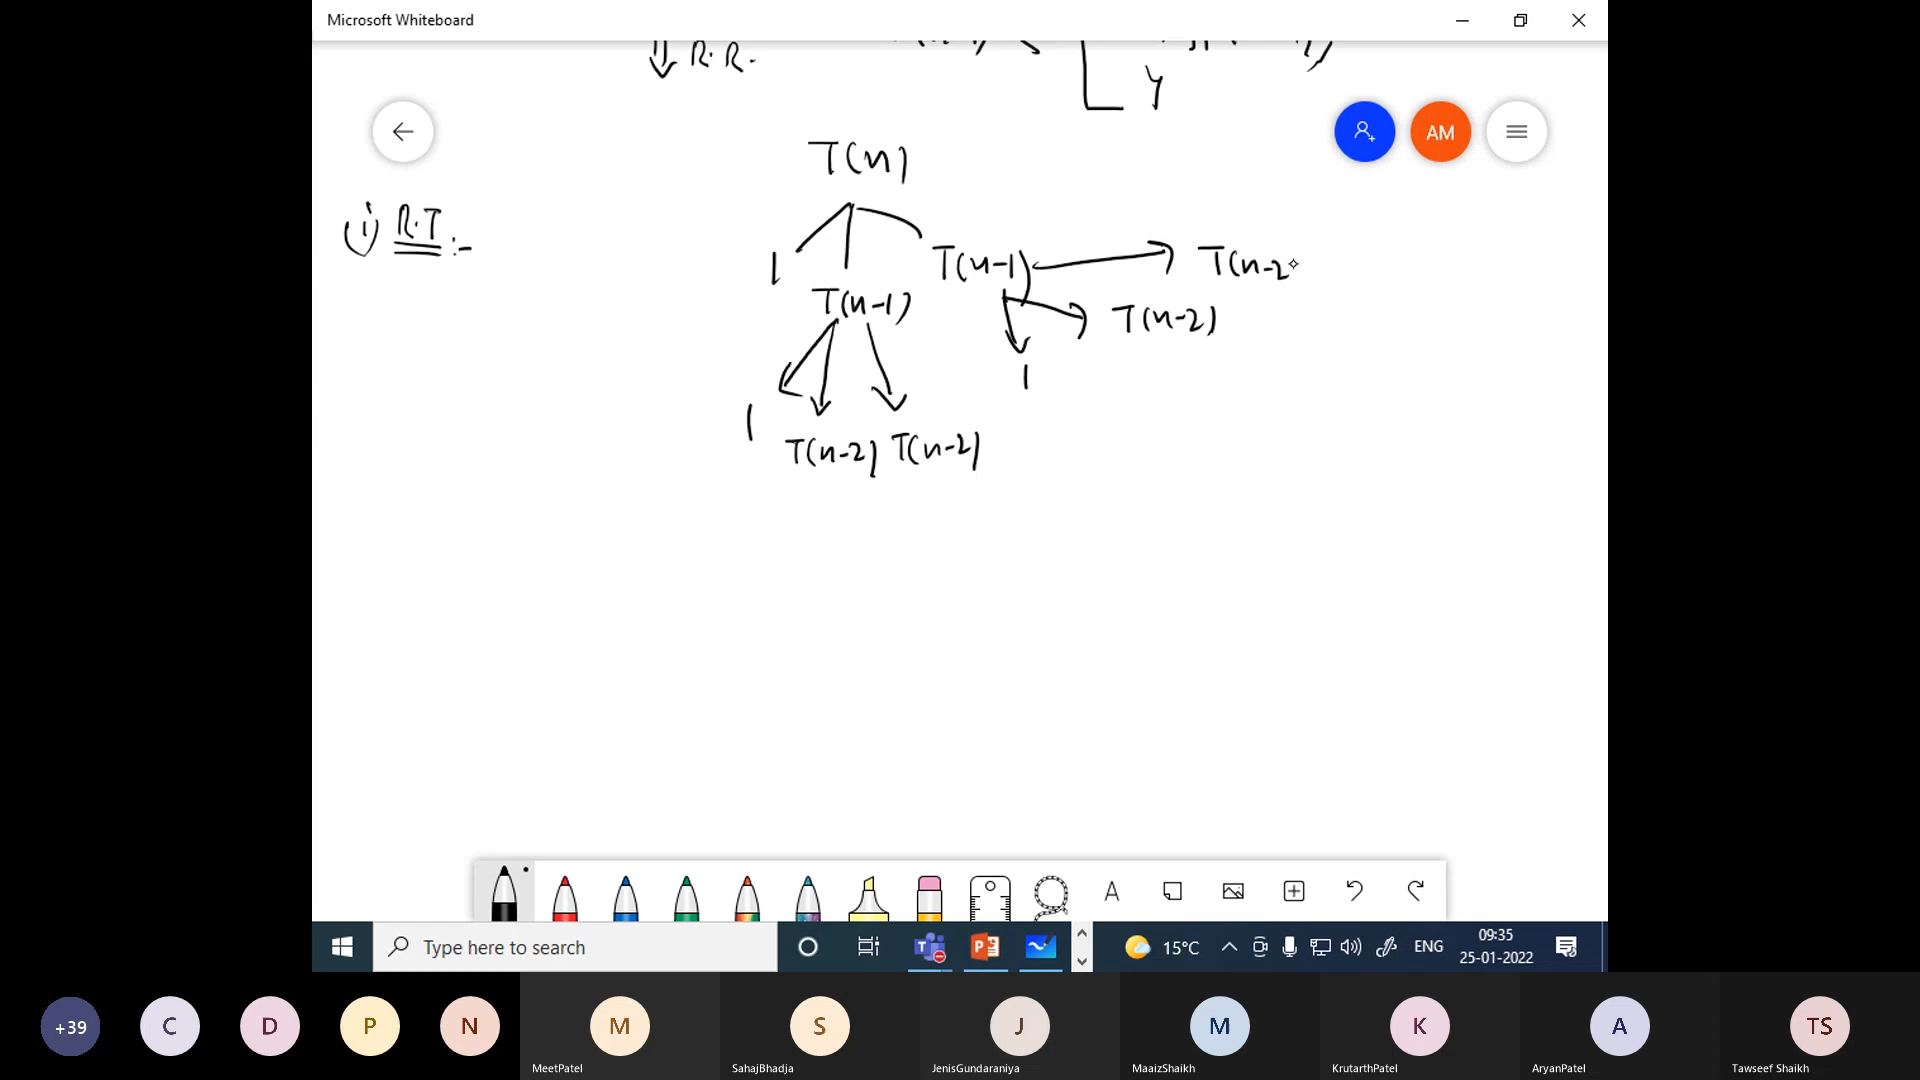 Microsoft Whiteboard
R.R.
y
AM
T(n)
(i) R.T :-
1 T(n-1) T(n-1) T(n-2
1 T(n-2) T(n-2) 1 T(n-2)
A
Type here to search
15°C ENG 09:35
25-01-2022
+39 C D P N M S J M K A TS
MeetPatel SahajBhadja JenisGundaraniya MaaizShaikh KrutarthPatel AryanPatel Tawseef Shaikh